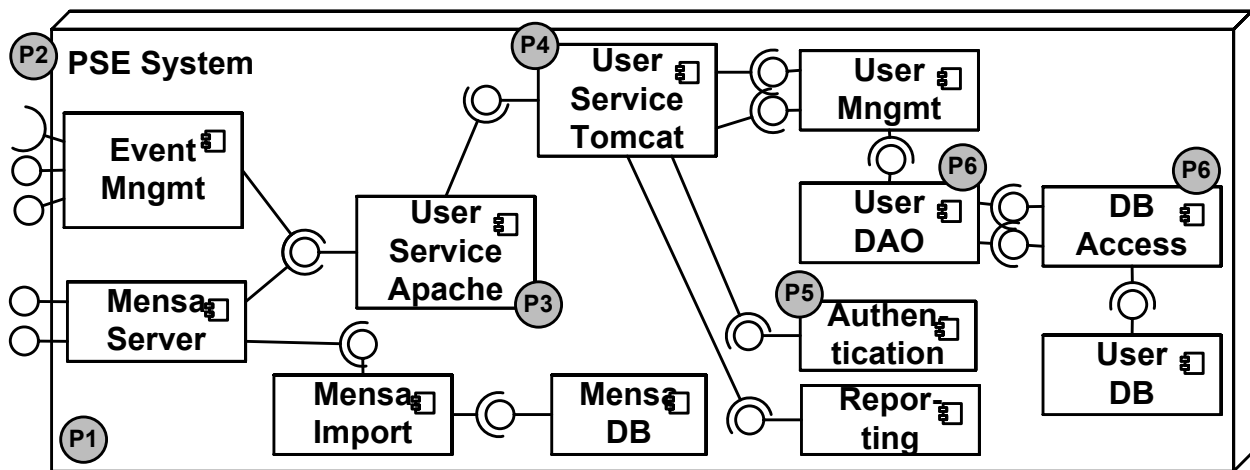 P2
PSE System
P4
User
Service
Tomcat
User
Mngmt
Event
Mngmt
P6
User
DAO
P6
DB
Access
User
Service
Apache
P3
Mensa
Server
P5
Authen-
tication
User
DB
Mensa
Import
Mensa
DB
Repor-
ting
P1